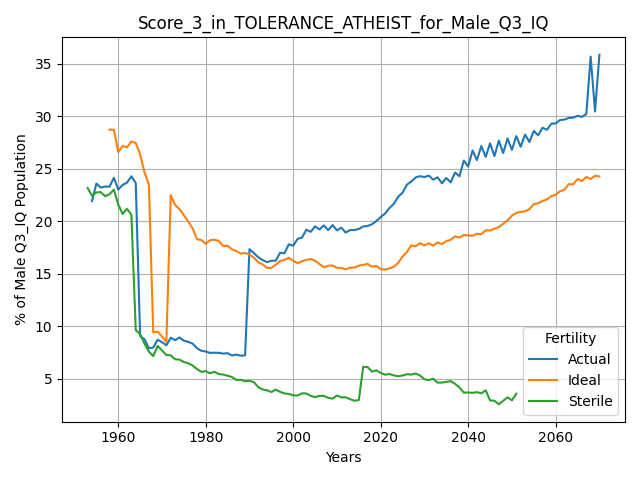 Score_3_in_TOLERANCE_ATHEIST_for_Male_Q3_IQ
% of Male Q3_IQ Population
35
30
25
20
15
10
5
1960 1980 2000 2020 2040 2060
Years
Fertility
Actual
Ideal
Sterile